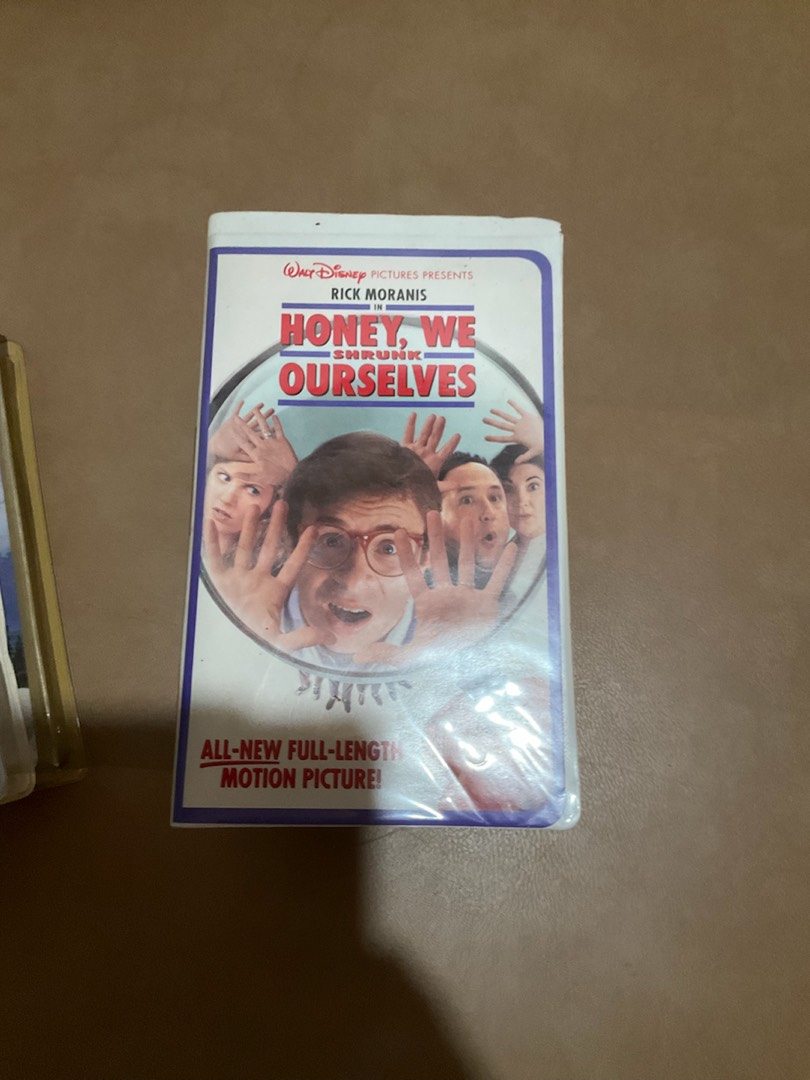 WALT DISNEY PICTURES PRESENTS
RICK MORANIS
IN
HONEY, WE
SHRUNK
OURSELVES
ALL-NEW FULL-LENGTH
MOTION PICTURE!